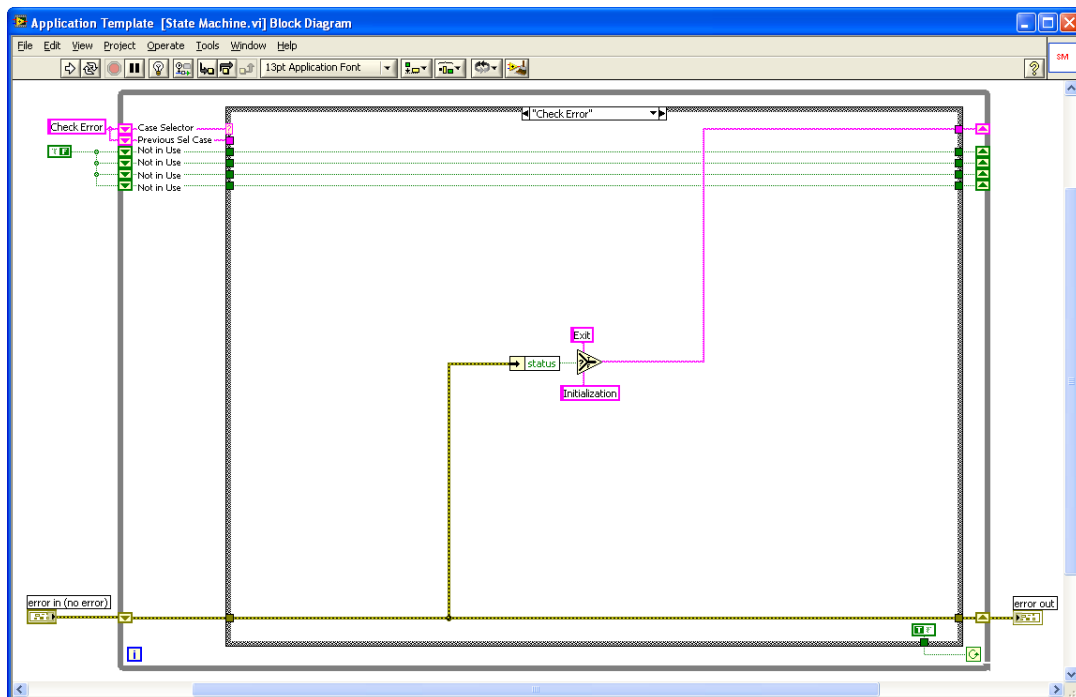 Application Template [State Machine.vi] Block Diagram
File Edit View Project Operate Tools Window Help
13pt Application Font
?
SM
"Check Error"
Check Error
Case Selector
?
Previous Sel Case
T F
Not in Use
Not in Use
Not in Use
Not in Use
Exit
status
?
Initialization
error in (no error)
error out
T F
i